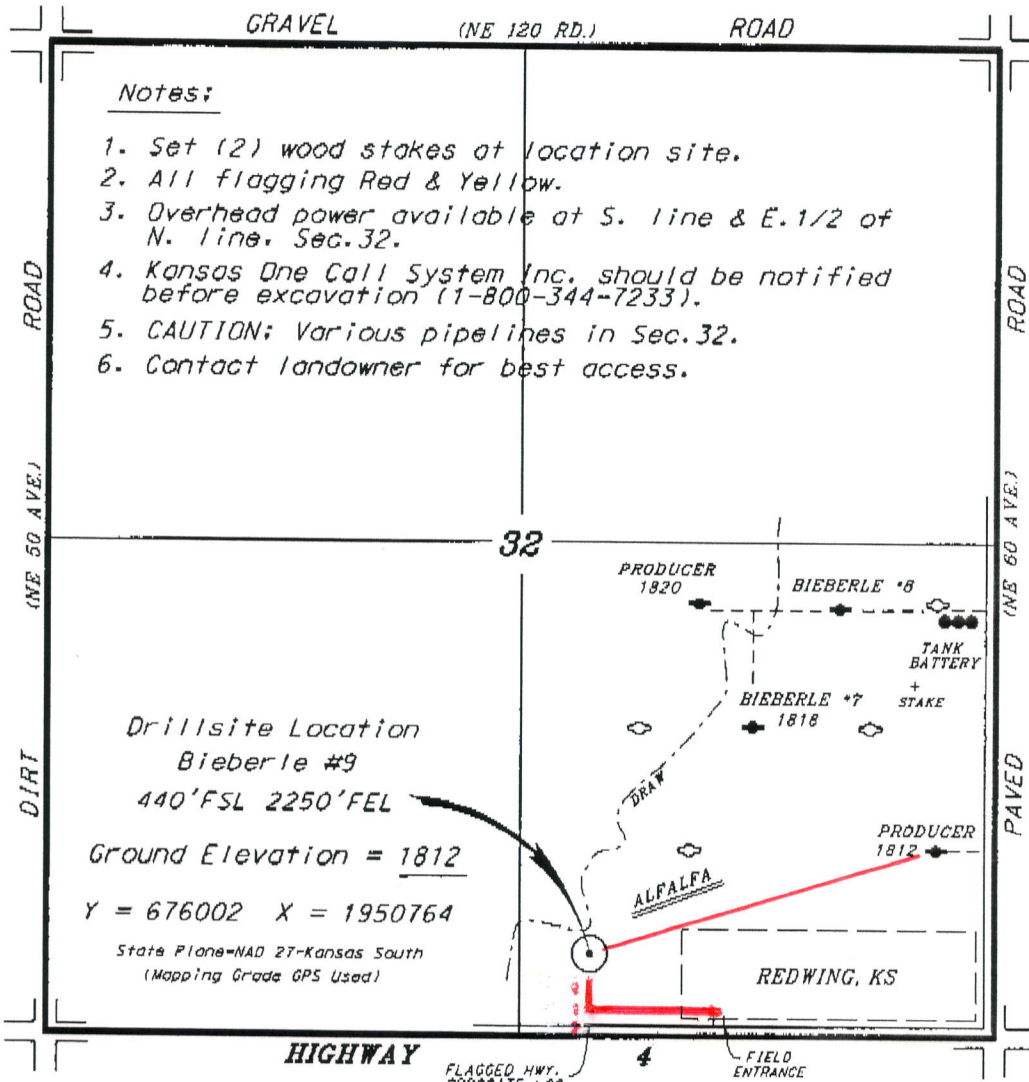 GRAVEL (NE 120 RD.) ROAD
Notes:
1. Set (2) wood stakes at location site.
2. All flagging Red & Yellow.
3. Overhead power available at S. line & E.1/2 of
N. line, Sec.32.
4. Kansas One Call System Inc. should be notified
before excavation (1-800-344-7233).
5. CAUTION: Various pipelines in Sec.32.
6. Contact landowner for best access.
ROAD
(NE 50 AVE.)
DIRT
ROAD
(NE 60 AVE.)
PAVED
32
PRODUCER
1820
BIEBERLE #8
TANK
BATTERY
+
STAKE
BIEBERLE #7
1818
DRAW
Drillsite Location
Bieberle #9
440'FSL 2250'FEL
Ground Elevation = 1812
Y = 676002 X = 1950764
State Plane-NAD 27-Kansas South
(Mapping Grade GPS Used)
PRODUCER
1812
ALFALFA
REDWING, KS
HIGHWAY 4
FLAGGED HWY.
FIELD
ENTRANCE